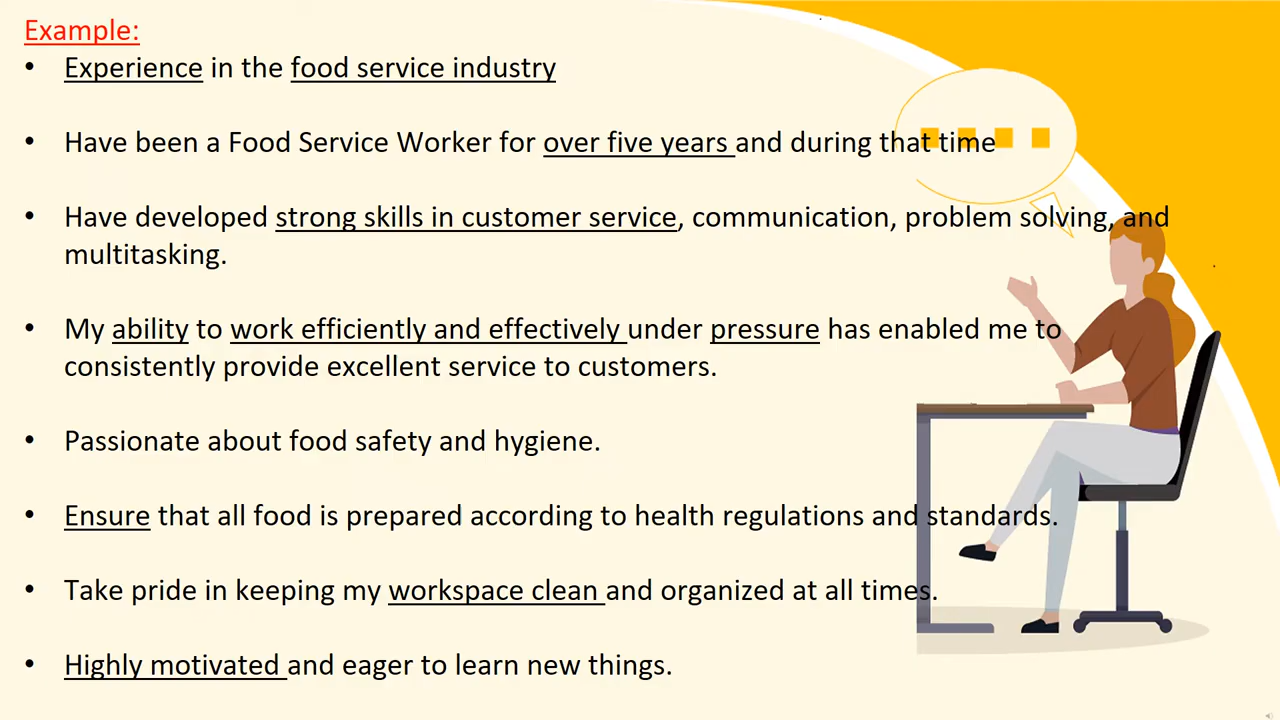 Example:
• Experience in the food service industry
• Have been a Food Service Worker for over five years and during that time
• Have developed strong skills in customer service, communication, problem solving, and
multitasking.
• My ability to work efficiently and effectively under pressure has enabled me to
consistently provide excellent service to customers.
• Passionate about food safety and hygiene.
• Ensure that all food is prepared according to health regulations and standards.
• Take pride in keeping my workspace clean and organized at all times.
• Highly motivated and eager to learn new things.